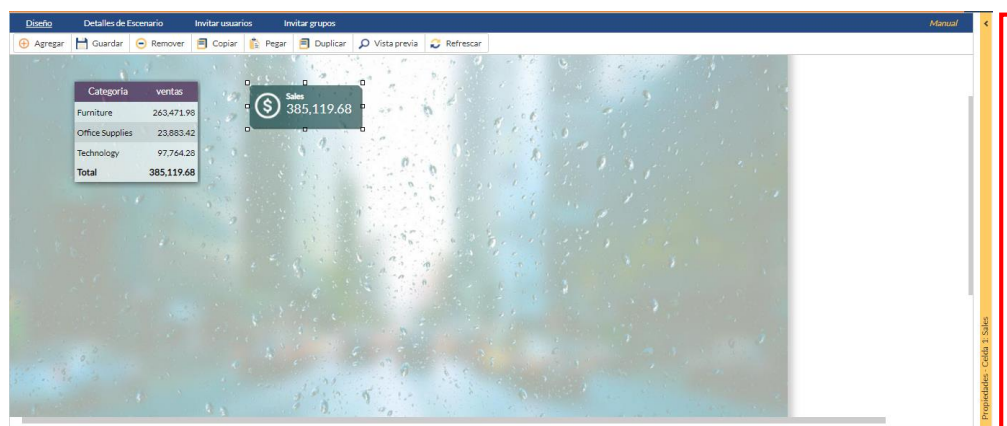 Diseño Detalles de Escenario Invitar usuarios Invitar grupos Manual
Agregar Guardar Remover Copiar Pegar Duplicar Vista previa Refrescar
Categoria ventas
Furniture 263,471.98
Office Supplies 23,883.42
Technology 97,764.28
Total 385,119.68
Sales
385,119.68
Propiedades - Celda 1: Sales